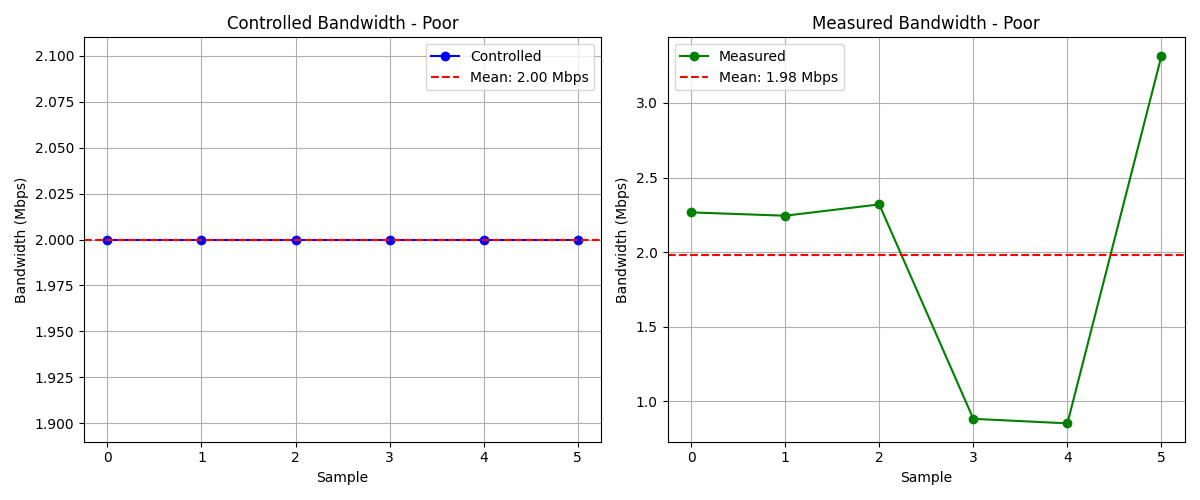 Controlled Bandwidth - Poor
Controlled
Mean: 2.00 Mbps
Bandwidth (Mbps)
2.100
2.075
2.050
2.025
2.000
1.975
1.950
1.925
1.900
0 1 2 3 4 5
Sample
Measured Bandwidth - Poor
Measured
Mean: 1.98 Mbps
Bandwidth (Mbps)
3.0
2.5
2.0
1.5
1.0
0 1 2 3 4 5
Sample